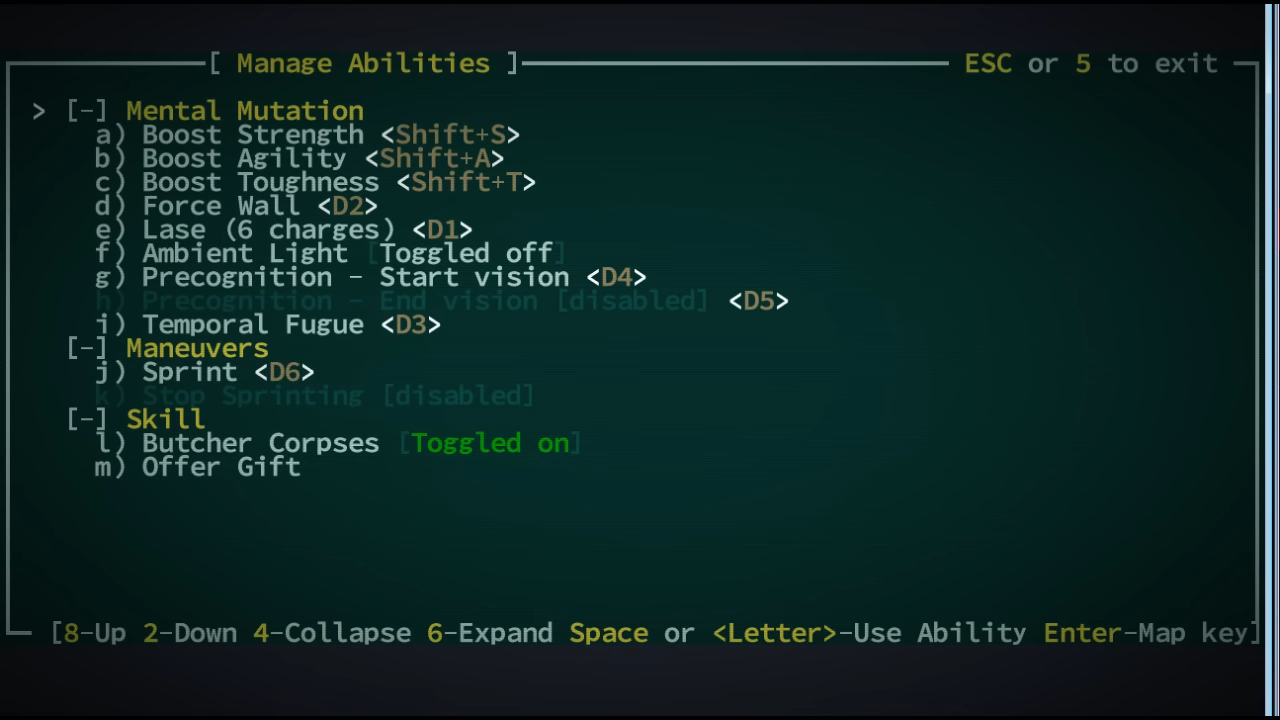 [ Manage Abilities ] ESC or 5 to exit
> [-] Mental Mutation
a) Boost Strength <Shift+S>
b) Boost Agility <Shift+A>
c) Boost Toughness <Shift+T>
d) Force Wall <D2>
e) Lase (6 charges) <D1>
f) Ambient Light [Toggled off]
g) Precognition - Start vision <D4>
h) Precognition - End vision [disabled] <D5>
i) Temporal Fugue <D3>
[-] Maneuvers
j) Sprint <D6>
k) Stop Sprinting [disabled]
[-] Skill
l) Butcher Corpses [Toggled on]
m) Offer Gift
[8-Up 2-Down 4-Collapse 6-Expand Space or <Letter>-Use Ability Enter-Map key]